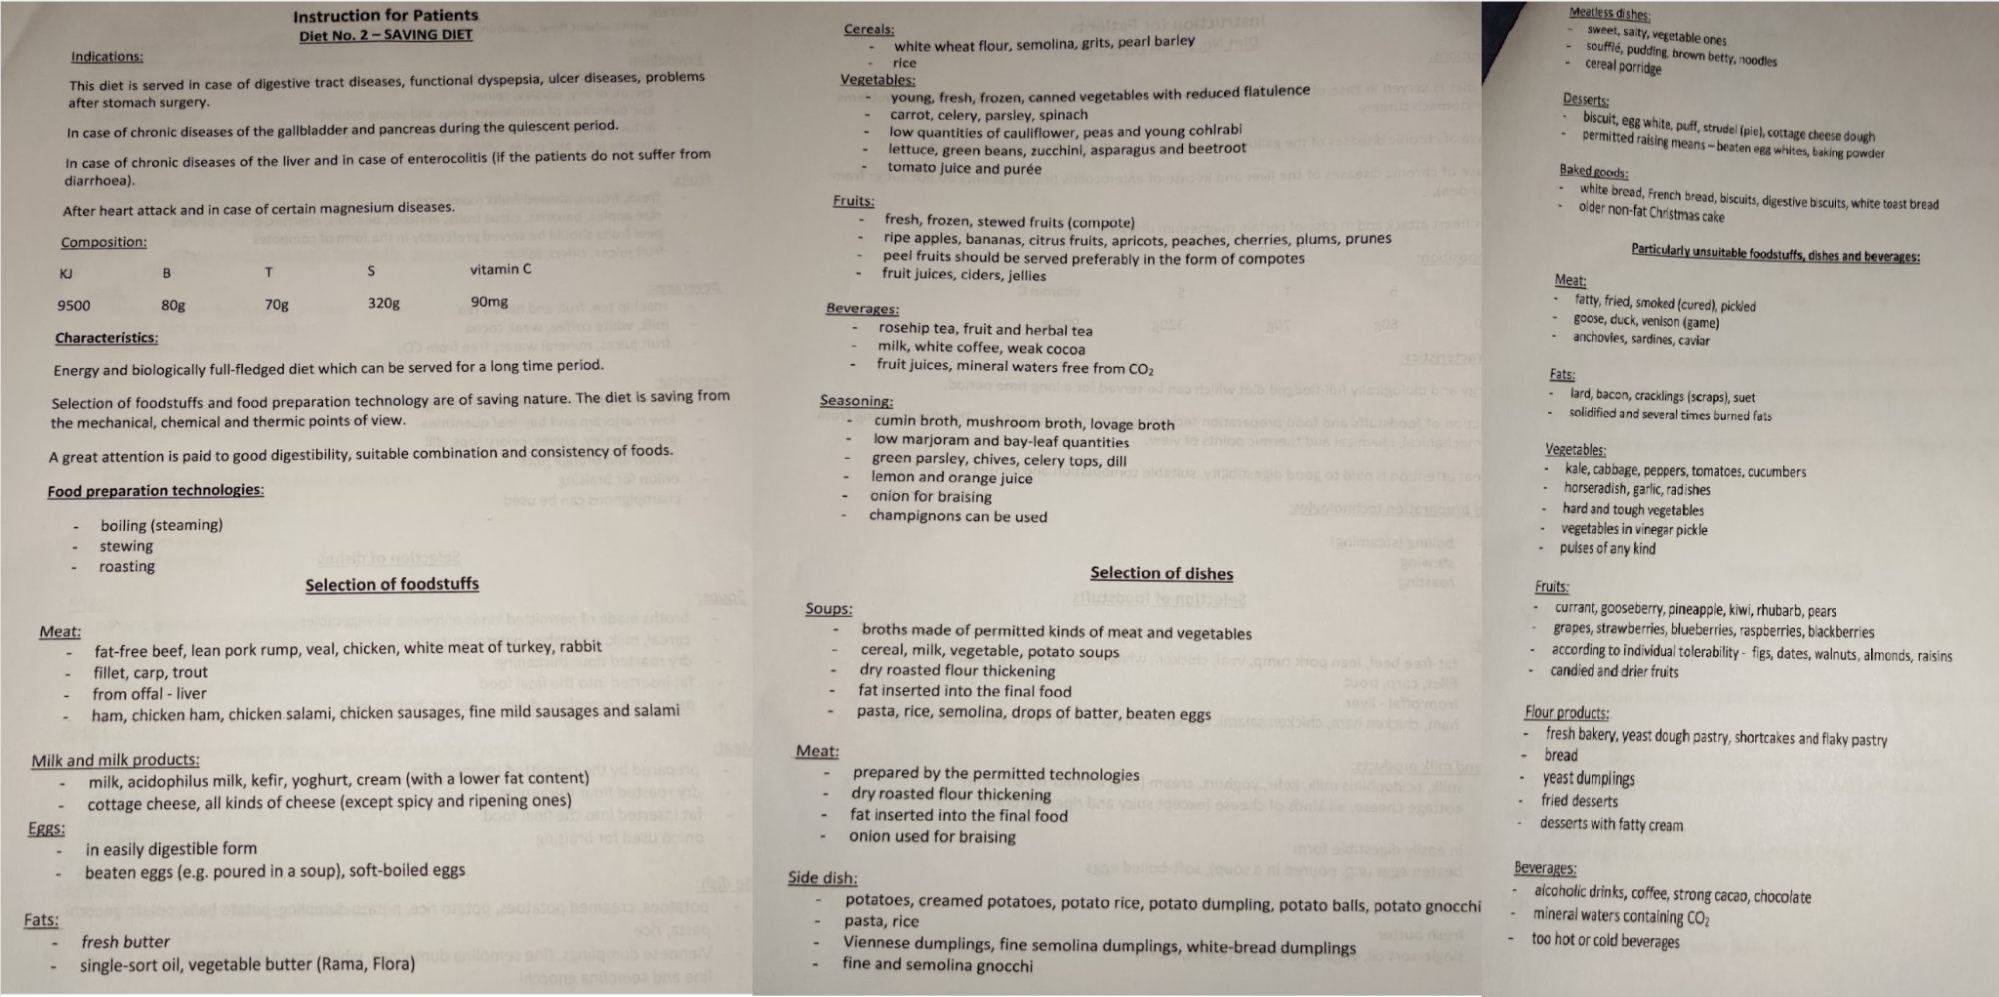 Instruction for Patients
Diet No. 2 – SAVING DIET
Indications:
This diet is served in case of digestive tract diseases, functional dyspepsia, ulcer diseases, problems
after stomach surgery.
In case of chronic diseases of the gallbladder and pancreas during the quiescent period.
In case of chronic diseases of the liver and in case of enterocolitis (if the patients do not suffer from
diarrhoea).
After heart attack and in case of certain magnesium diseases.
Composition:
KJ B T S vitamin C
9500 80g 70g 320g 90mg
Characteristics:
Energy and biologically full-fledged diet which can be served for a long time period.
Selection of foodstuffs and food preparation technology are of saving nature. The diet is saving from
the mechanical, chemical and thermic points of view.
A great attention is paid to good digestibility, suitable combination and consistency of foods.
Food preparation technologies:
- boiling (steaming)
- stewing
- roasting
Selection of foodstuffs
Meat:
- fat-free beef, lean pork rump, veal, chicken, white meat of turkey, rabbit
- fillet, carp, trout
- from offal - liver
- ham, chicken ham, chicken salami, chicken sausages, fine mild sausages and salami
Milk and milk products:
- milk, acidophilus milk, kefir, yoghurt, cream (with a lower fat content)
- cottage cheese, all kinds of cheese (except spicy and ripening ones)
Eggs:
- in easily digestible form
- beaten eggs (e.g. poured in a soup), soft-boiled eggs
Fats:
- fresh butter
- single-sort oil, vegetable butter (Rama, Flora)
Cereals:
- white wheat flour, semolina, grits, pearl barley
- rice
Vegetables:
- young, fresh, frozen, canned vegetables with reduced flatulence
- carrot, celery, parsley, spinach
- low quantities of cauliflower, peas and young cohlrabi
- lettuce, green beans, zucchini, asparagus and beetroot
- tomato juice and purée
Fruits:
- fresh, frozen, stewed fruits (compote)
- ripe apples, bananas, citrus fruits, apricots, peaches, cherries, plums, prunes
- peel fruits should be served preferably in the form of compotes
- fruit juices, ciders, jellies
Beverages:
- rosehip tea, fruit and herbal tea
- milk, white coffee, weak cocoa
- fruit juices, mineral waters free from CO₂
Seasoning:
- cumin broth, mushroom broth, lovage broth
- low marjoram and bay-leaf quantities
- green parsley, chives, celery tops, dill
- lemon and orange juice
- onion for braising
- champignons can be used
Selection of dishes
Soups:
- broths made of permitted kinds of meat and vegetables
- cereal, milk, vegetable, potato soups
- dry roasted flour thickening
- fat inserted into the final food
- pasta, rice, semolina, drops of batter, beaten eggs
Meat:
- prepared by the permitted technologies
- dry roasted flour thickening
- fat inserted into the final food
- onion used for braising
Side dish:
- potatoes, creamed potatoes, potato rice, potato dumpling, potato balls, potato gnocchi
- pasta, rice
- Viennese dumplings, fine semolina dumplings, white-bread dumplings
- fine and semolina gnocchi
Meatless dishes:
- sweet, salty, vegetable ones
- soufflé, pudding, brown betty, noodles
- cereal porridge
Desserts:
- biscuit, egg white, puff, strudel (pie), cottage cheese dough
- permitted raising means – beaten egg whites, baking powder
Baked goods:
- white bread, French bread, biscuits, digestive biscuits, white toast bread
- older non-fat Christmas cake
Particularly unsuitable foodstuffs, dishes and beverages:
Meat:
- fatty, fried, smoked (cured), pickled
- goose, duck, venison (game)
- anchovies, sardines, caviar
Fats:
- lard, bacon, cracklings (scraps), suet
- solidified and several times burned fats
Vegetables:
- kale, cabbage, peppers, tomatoes, cucumbers
- horseradish, garlic, radishes
- hard and tough vegetables
- vegetables in vinegar pickle
- pulses of any kind
Fruits:
- currant, gooseberry, pineapple, kiwi, rhubarb, pears
- grapes, strawberries, blueberries, raspberries, blackberries
- according to individual tolerability - figs, dates, walnuts, almonds, raisins
- candied and drier fruits
Flour products:
- fresh bakery, yeast dough pastry, shortcakes and flaky pastry
- bread
- yeast dumplings
- fried desserts
- desserts with fatty cream
Beverages:
- alcoholic drinks, coffee, strong cacao, chocolate
- mineral waters containing CO₂
- too hot or cold beverages